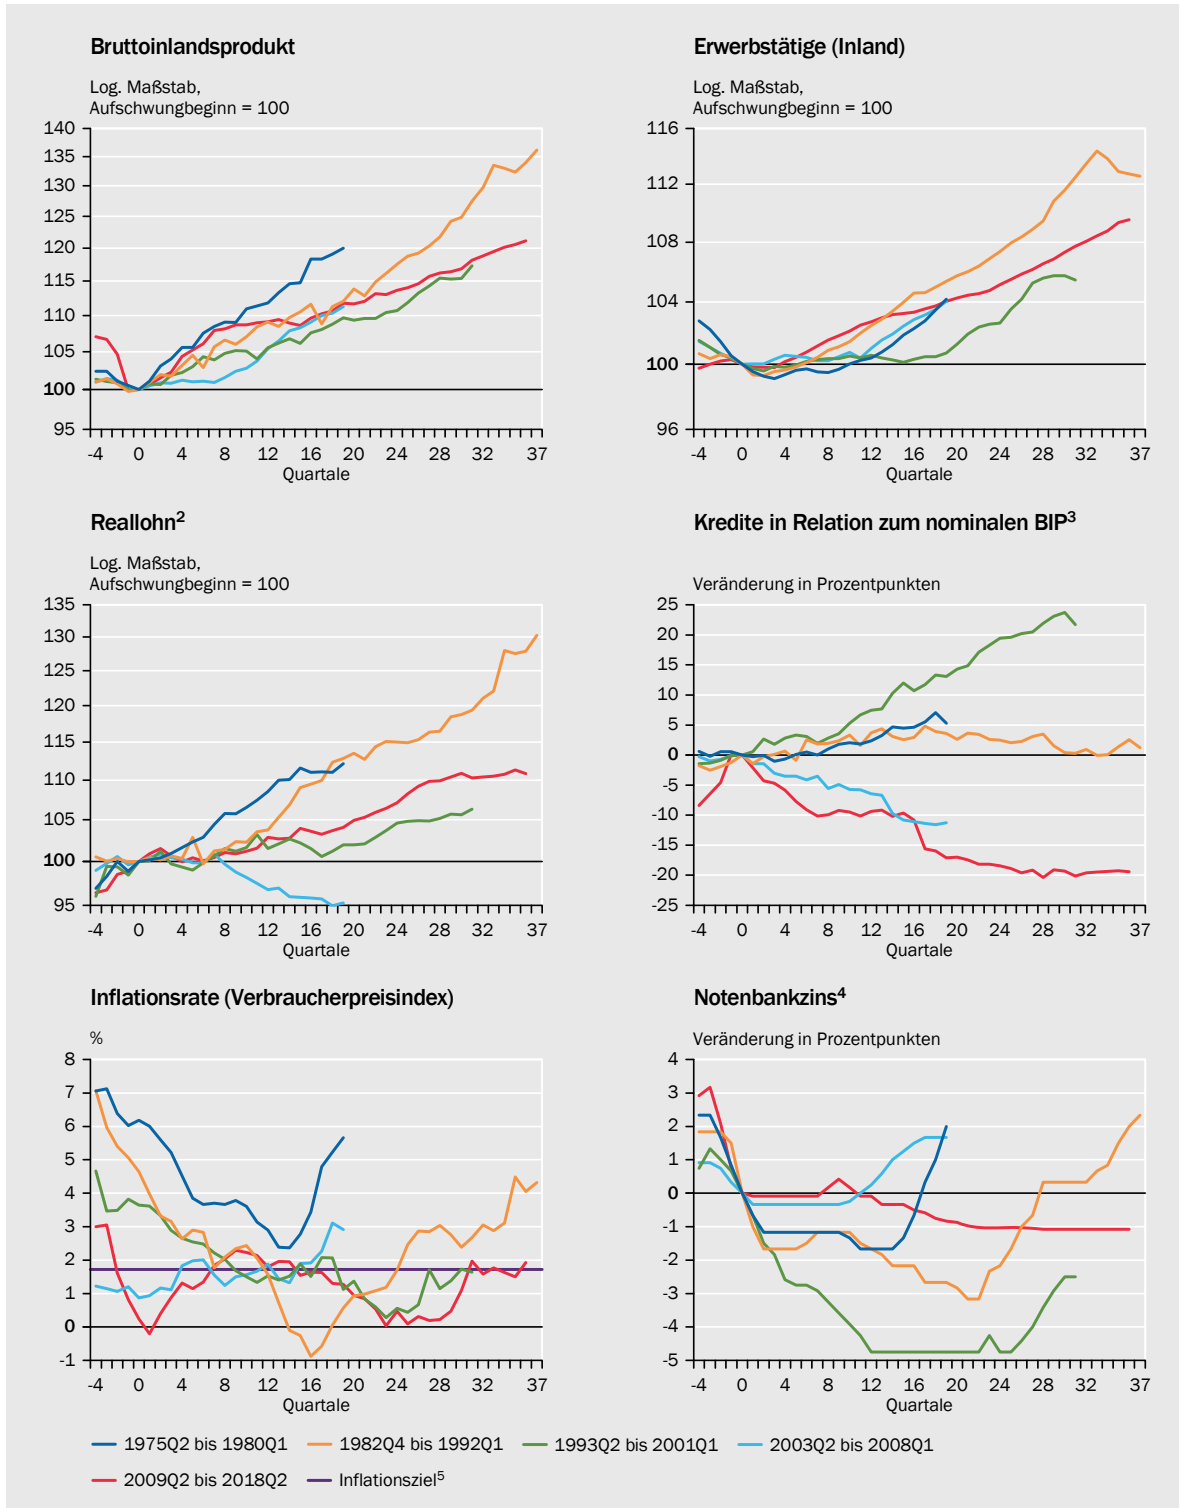 Bruttoinlandsprodukt
Log. Maßstab,
Aufschwungbeginn = 100
140
135
130
125
120
115
110
105
100
95
-4 0 4 8 12 16 20 24 28 32 37
Quartale
Erwerbstätige (Inland)
Log. Maßstab,
Aufschwungbeginn = 100
116
112
108
104
100
96
-4 0 4 8 12 16 20 24 28 32 37
Quartale
Reallohn²
Log. Maßstab,
Aufschwungbeginn = 100
135
130
125
120
115
110
105
100
95
-4 0 4 8 12 16 20 24 28 32 37
Quartale
Kredite in Relation zum nominalen BIP³
Veränderung in Prozentpunkten
25
20
15
10
5
0
-5
-10
-15
-20
-25
-4 0 4 8 12 16 20 24 28 32 37
Quartale
Inflationsrate (Verbraucherpreisindex)
%
8
7
6
5
4
3
2
1
0
-1
-4 0 4 8 12 16 20 24 28 32 37
Quartale
Notenbankzins⁴
Veränderung in Prozentpunkten
4
3
2
1
0
-1
-2
-3
-4
-5
-4 0 4 8 12 16 20 24 28 32 37
Quartale
1975Q2 bis 1980Q1 1982Q4 bis 1992Q1 1993Q2 bis 2001Q1 2003Q2 bis 2008Q1
2009Q2 bis 2018Q2 Inflationsziel⁵